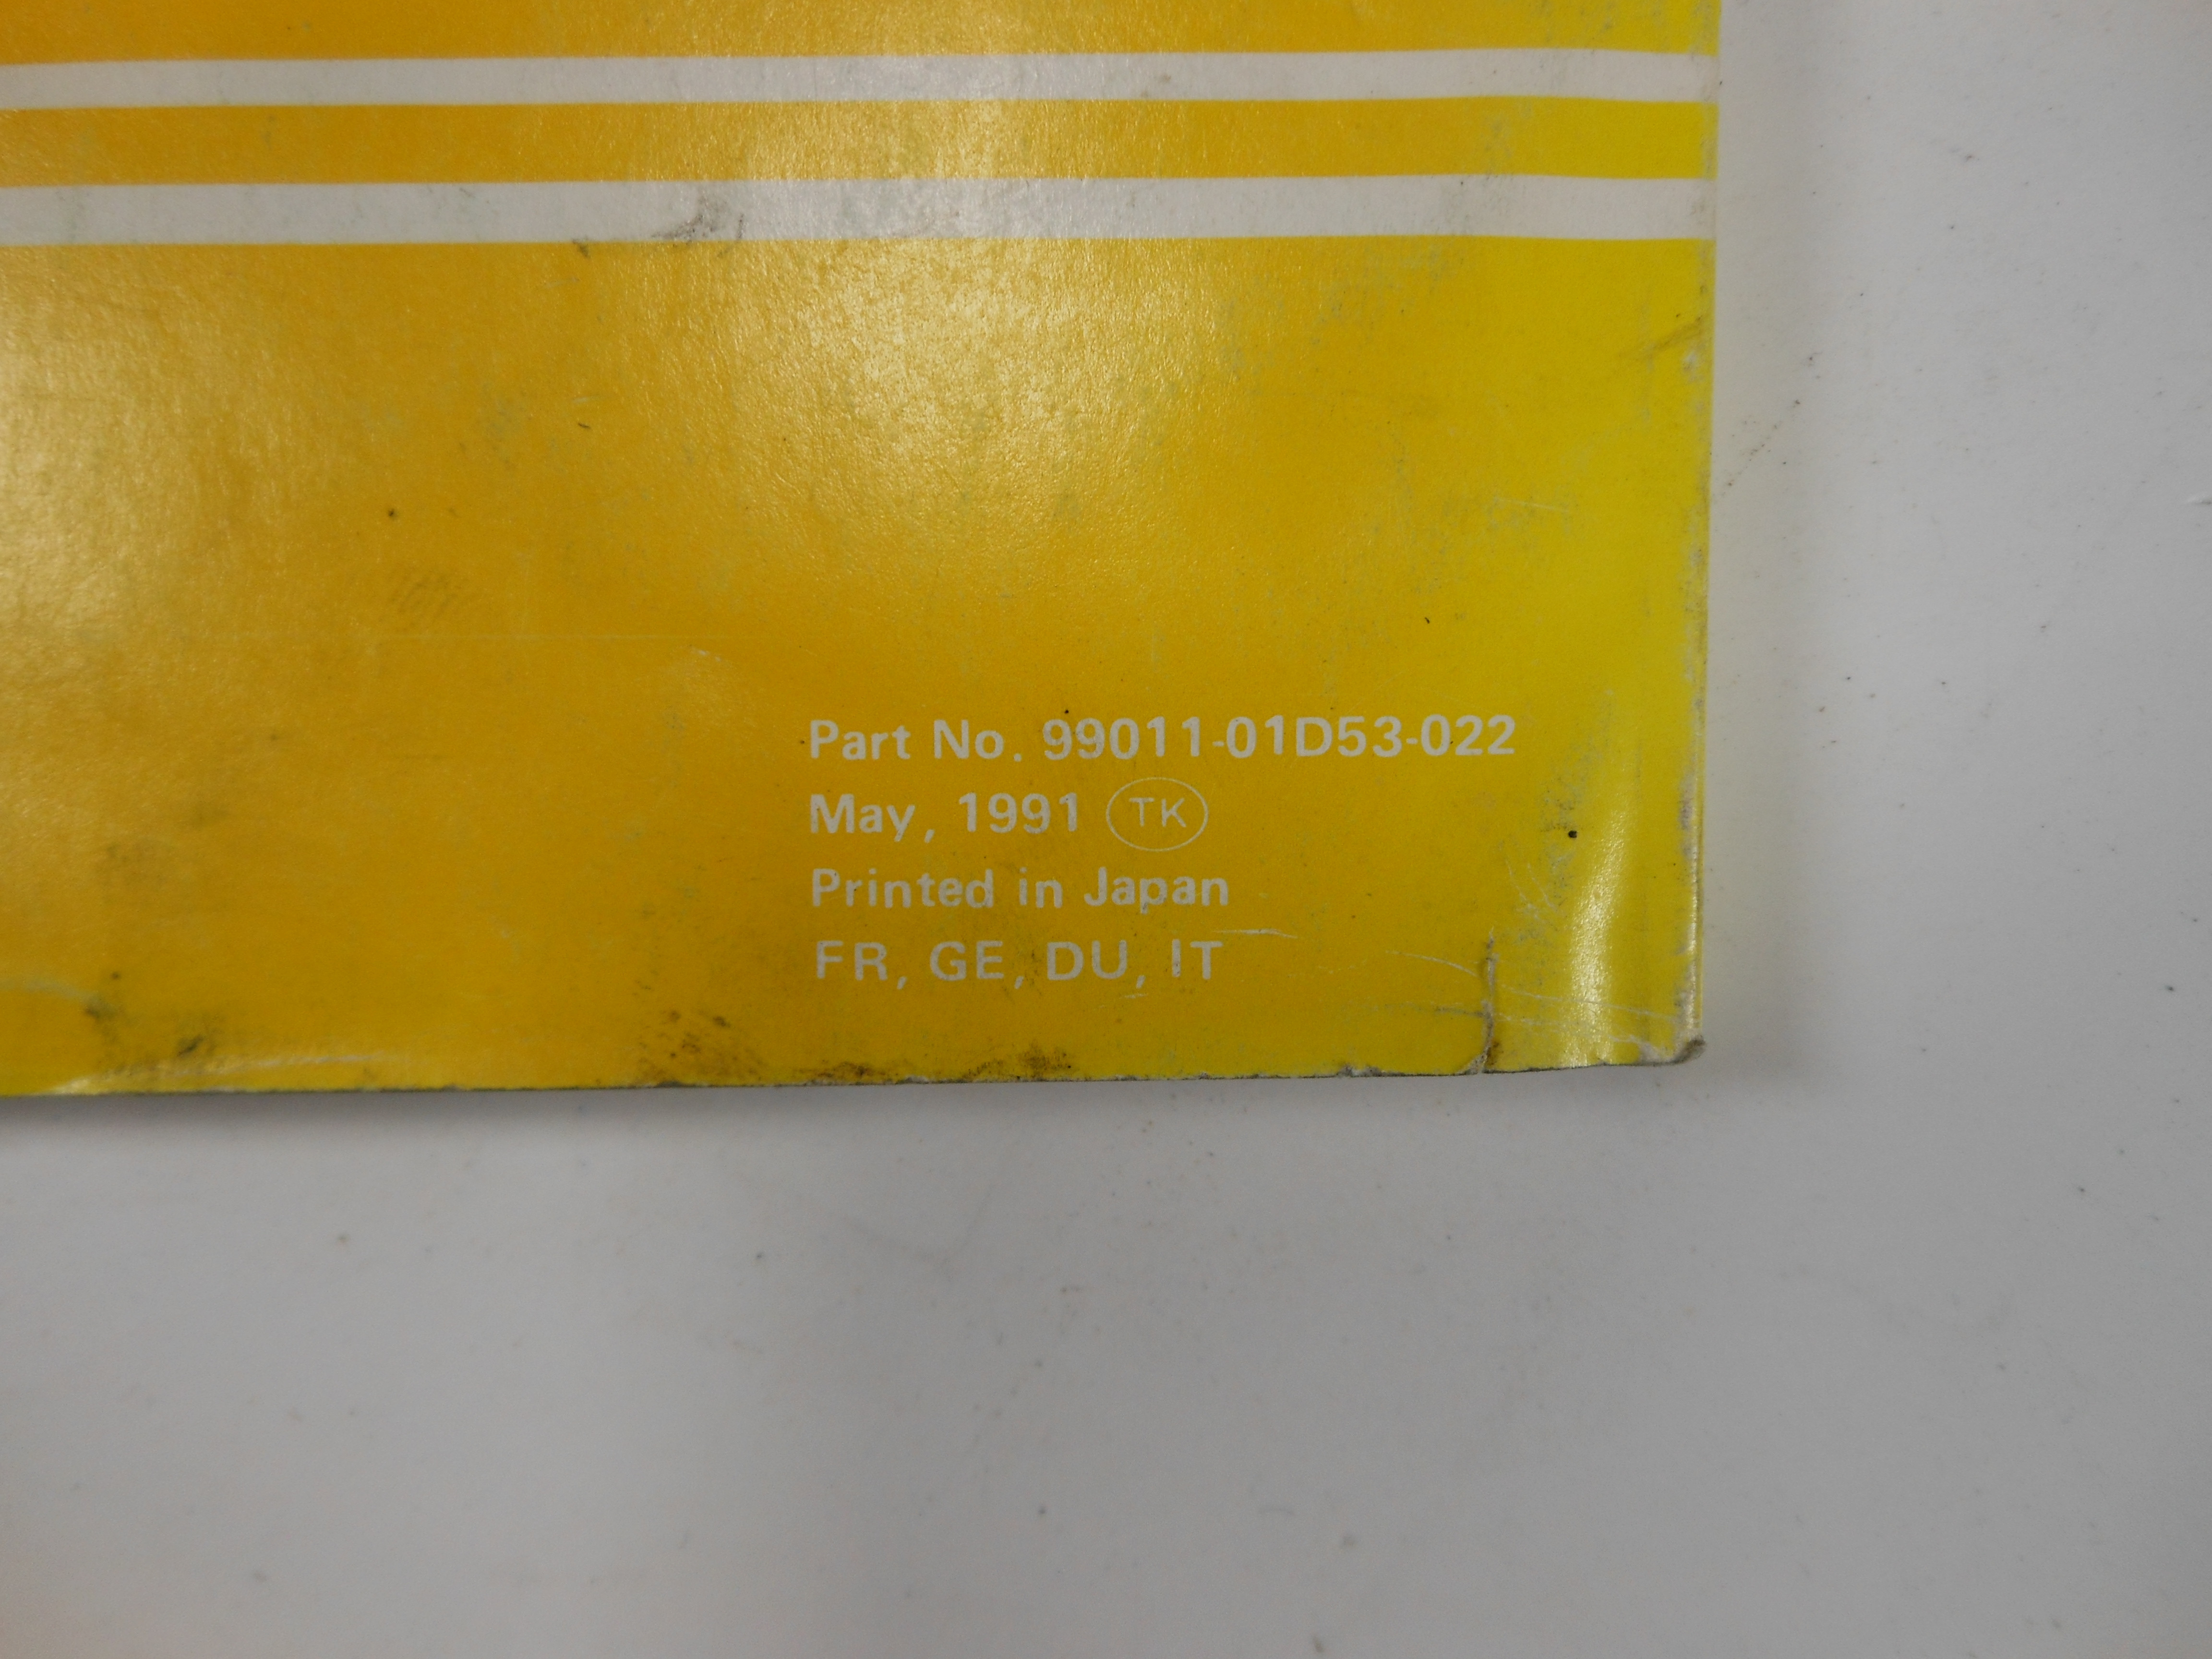 Part No. 99011-01D53-022
May, 1991 TK
Printed in Japan
FR, GE, DU, IT